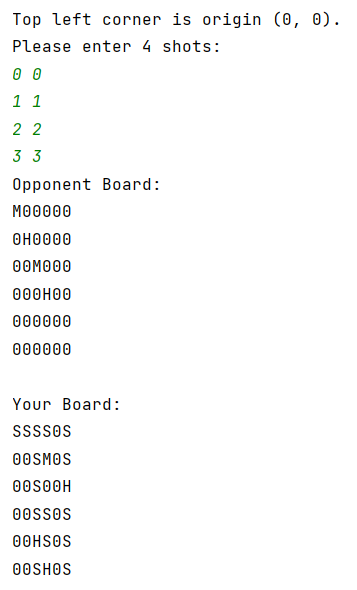 Top left corner is origin (0, 0).
Please enter 4 shots:
0 0
1 1
2 2
3 3
Opponent Board:
M00000
0H0000
00M000
000H00
000000
000000
Your Board:
SSSS0S
00SM0S
00S00H
00SS0S
00HS0S
00SH0S